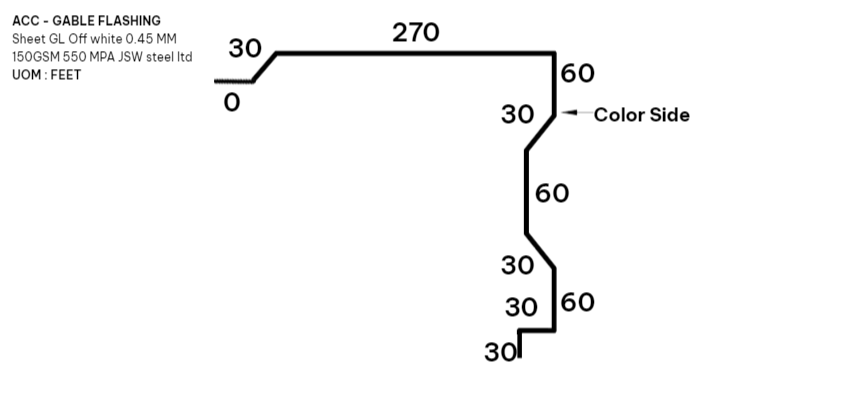 ACC - GABLE FLASHING
Sheet GL Off white 0.45 MM
150GSM 550 MPA JSW steel ltd
UOM : FEET
270
30
0
60
30
Color Side
60
30
30
60
30